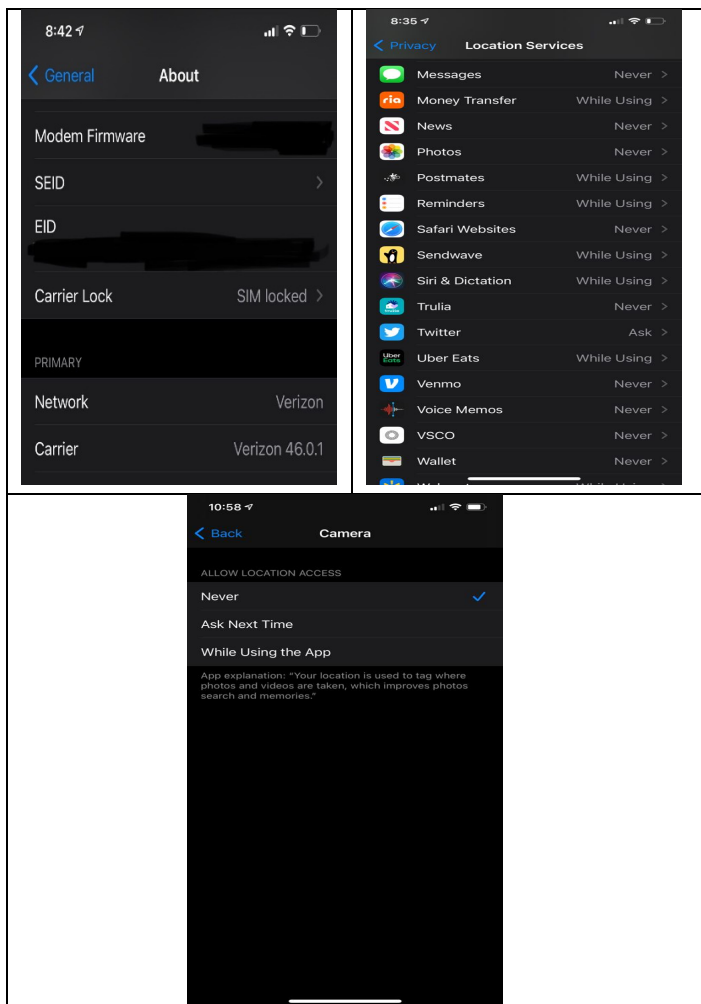 8:42
General About
Modem Firmware
SEID
EID
Carrier Lock SIM locked
PRIMARY
Network Verizon
Carrier Verizon 46.0.1
8:35
Privacy Location Services
Messages Never
ria Money Transfer While Using
News Never
Photos Never
Postmates While Using
Reminders While Using
Safari Websites Never
Sendwave While Using
Siri & Dictation While Using
Trulia Never
Twitter Ask
Uber Eats Uber Eats While Using
Venmo Never
Voice Memos Never
VSCO Never
Wallet Never
10:58
Back Camera
ALLOW LOCATION ACCESS
Never
Ask Next Time
While Using the App
App explanation: “Your location is used to tag where
photos and videos are taken, which improves photos
search and memories.”